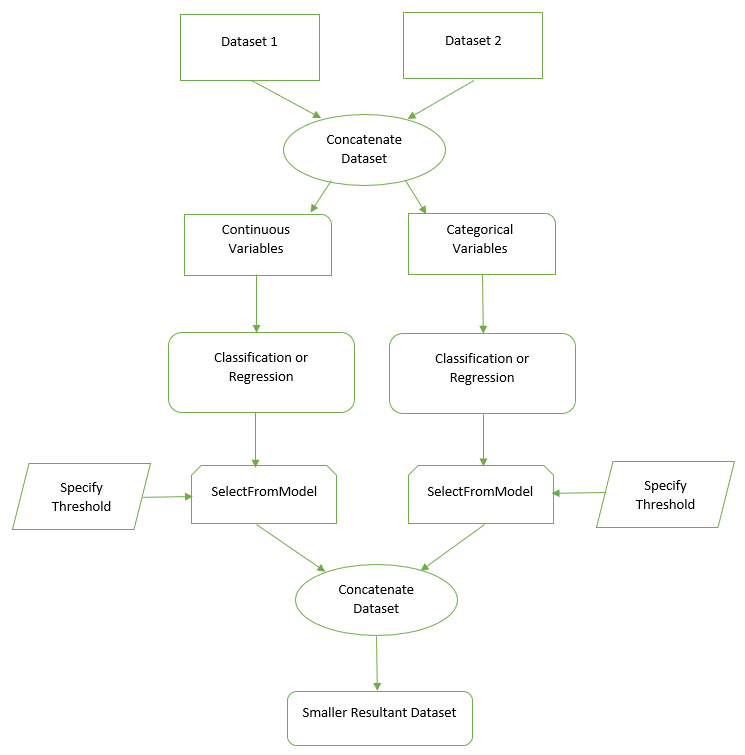 Dataset 1
Dataset 2
Concatenate
Dataset
Continuous
Variables
Categorical
Variables
Classification or
Regression
Classification or
Regression
Specify
Threshold
SelectFromModel
SelectFromModel
Specify
Threshold
Concatenate
Dataset
Smaller Resultant Dataset